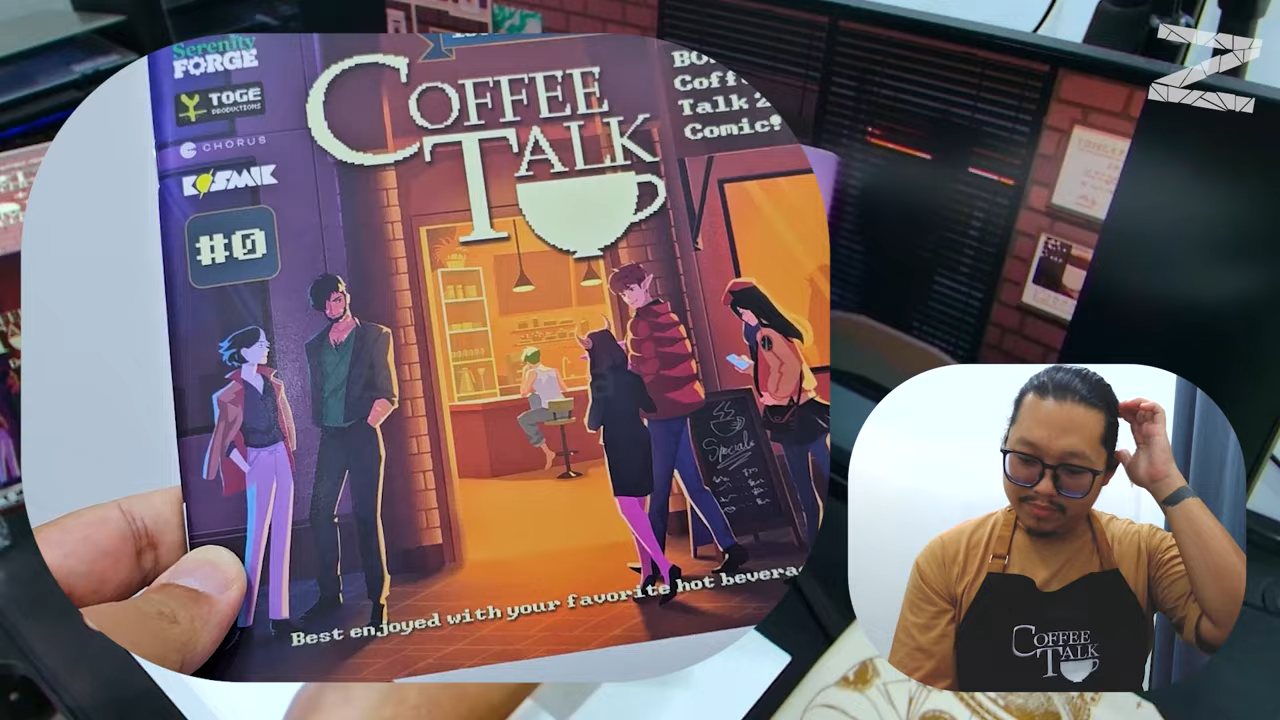 Serenity
FORGE
TOGE
PRODUCTIONS
CHORUS
KOSMIK
#0
COFFEE
TALK
Coff
Talk 2
Comic!
Specials
Best enjoyed with your favorite hot bevera
COFFEE
TALK